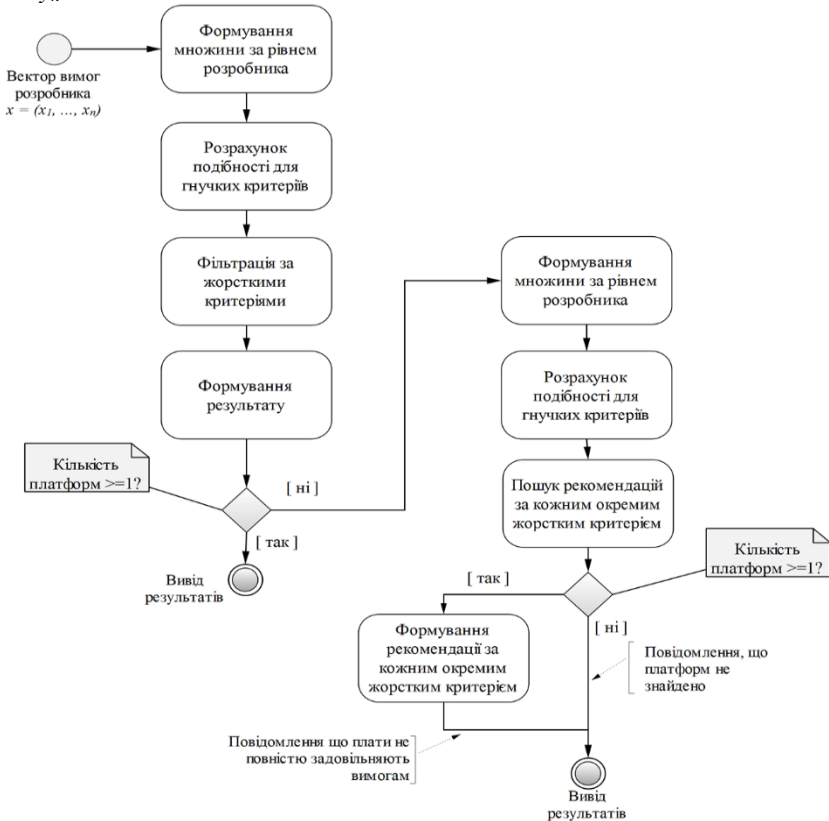 Формування
множини за рівнем
розробника
Вектор вимог
розробника
x = (x₁, ..., xₙ)
Розрахунок
подібності для
гнучких критеріїв
Фільтрація за
жорсткими
критеріями
Формування
результату
Кількість
платформ >=1?
[ ні ]
[ так ]
Вивід
результатів
Формування
множини за рівнем
розробника
Розрахунок
подібності для
гнучких критеріїв
Пошук рекомендацій
за кожним окремим
жорстким критерієм
Кількість
платформ >=1?
[ так ]
[ ні ]
Формування
рекомендації за
кожним окремим
жорстким критерієм
Повідомлення, що
платформ не
знайдено
Повідомлення що плати не
повністю задовільняють
вимогам
Вивід
результатів